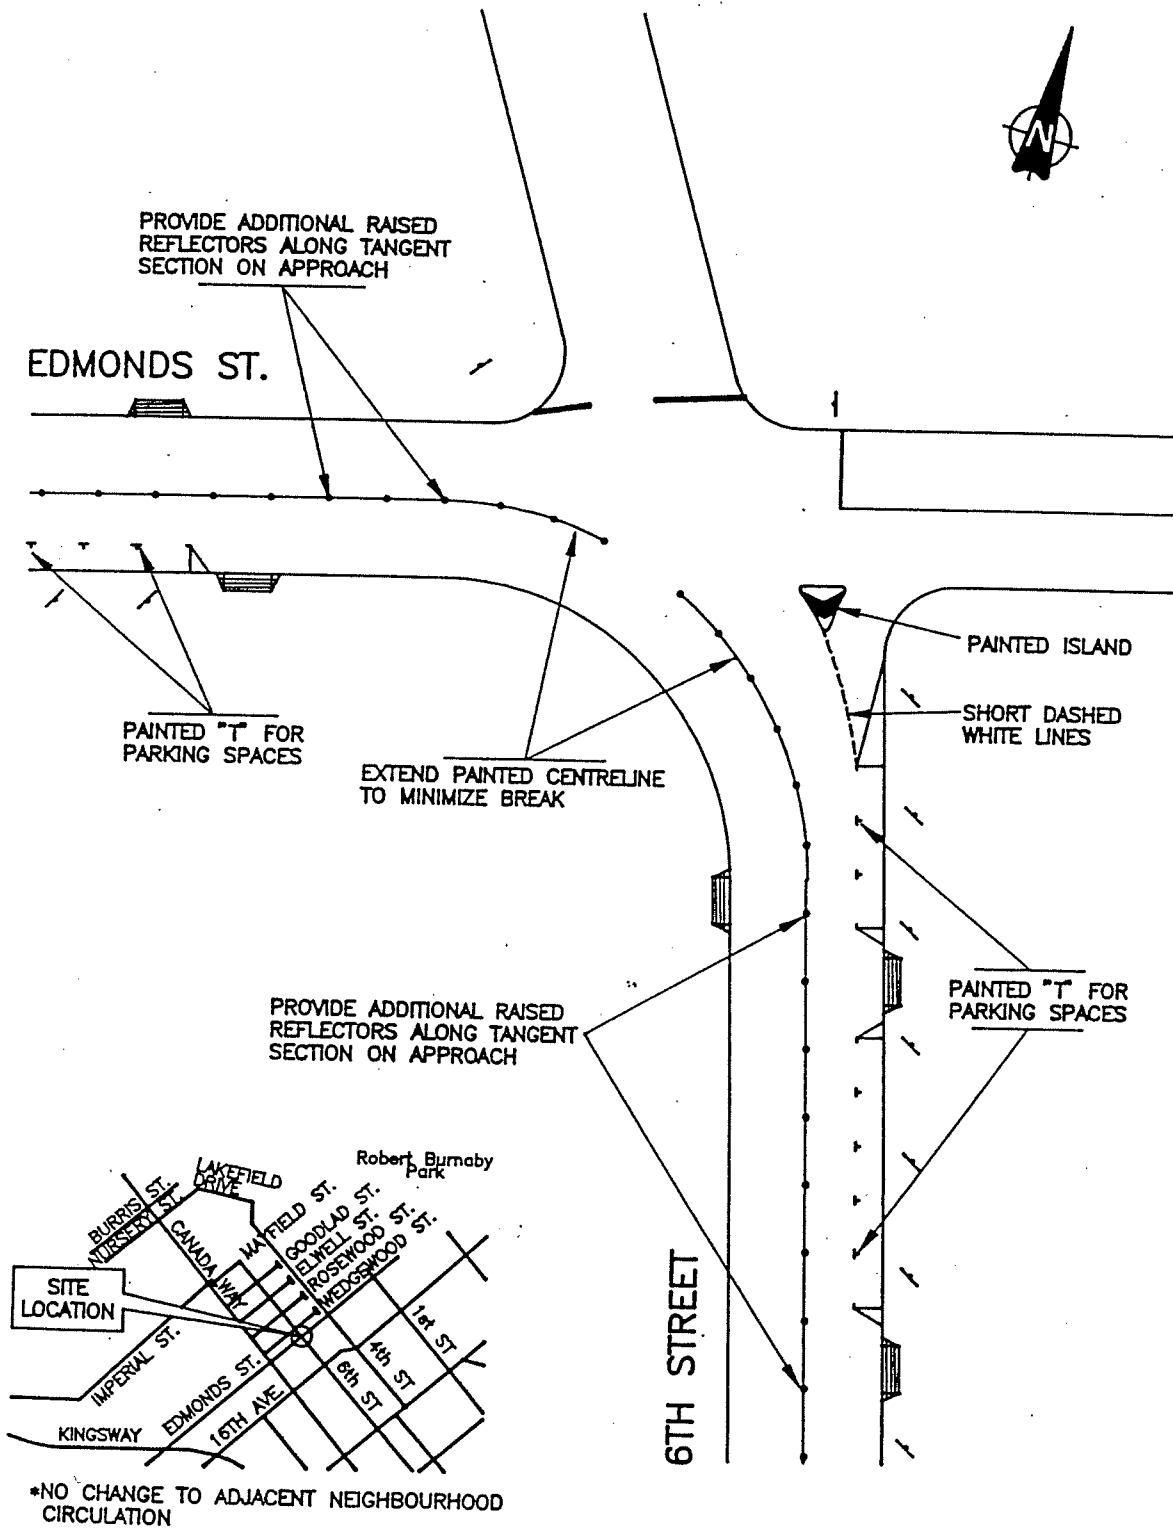 N
PROVIDE ADDITIONAL RAISED
REFLECTORS ALONG TANGENT
SECTION ON APPROACH
EDMONDS ST.
PAINTED ISLAND
SHORT DASHED
WHITE LINES
PAINTED "T" FOR
PARKING SPACES
EXTEND PAINTED CENTRELINE
TO MINIMIZE BREAK
PROVIDE ADDITIONAL RAISED
REFLECTORS ALONG TANGENT
SECTION ON APPROACH
PAINTED "T" FOR
PARKING SPACES
6TH STREET
Robert Burnaby
Park
LAKEFIELD
DRIVE
BURRIS ST.
NURSERY ST.
CANADA WAY
MAYFIELD ST.
GOODLAD ST.
ELWELL ST.
ROSEWOOD ST.
WEDGEWOOD ST.
SITE
LOCATION
IMPERIAL ST.
EDMONDS ST.
16TH AVE.
6th ST
4th ST
1st ST
KINGSWAY
*NO CHANGE TO ADJACENT NEIGHBOURHOOD
CIRCULATION